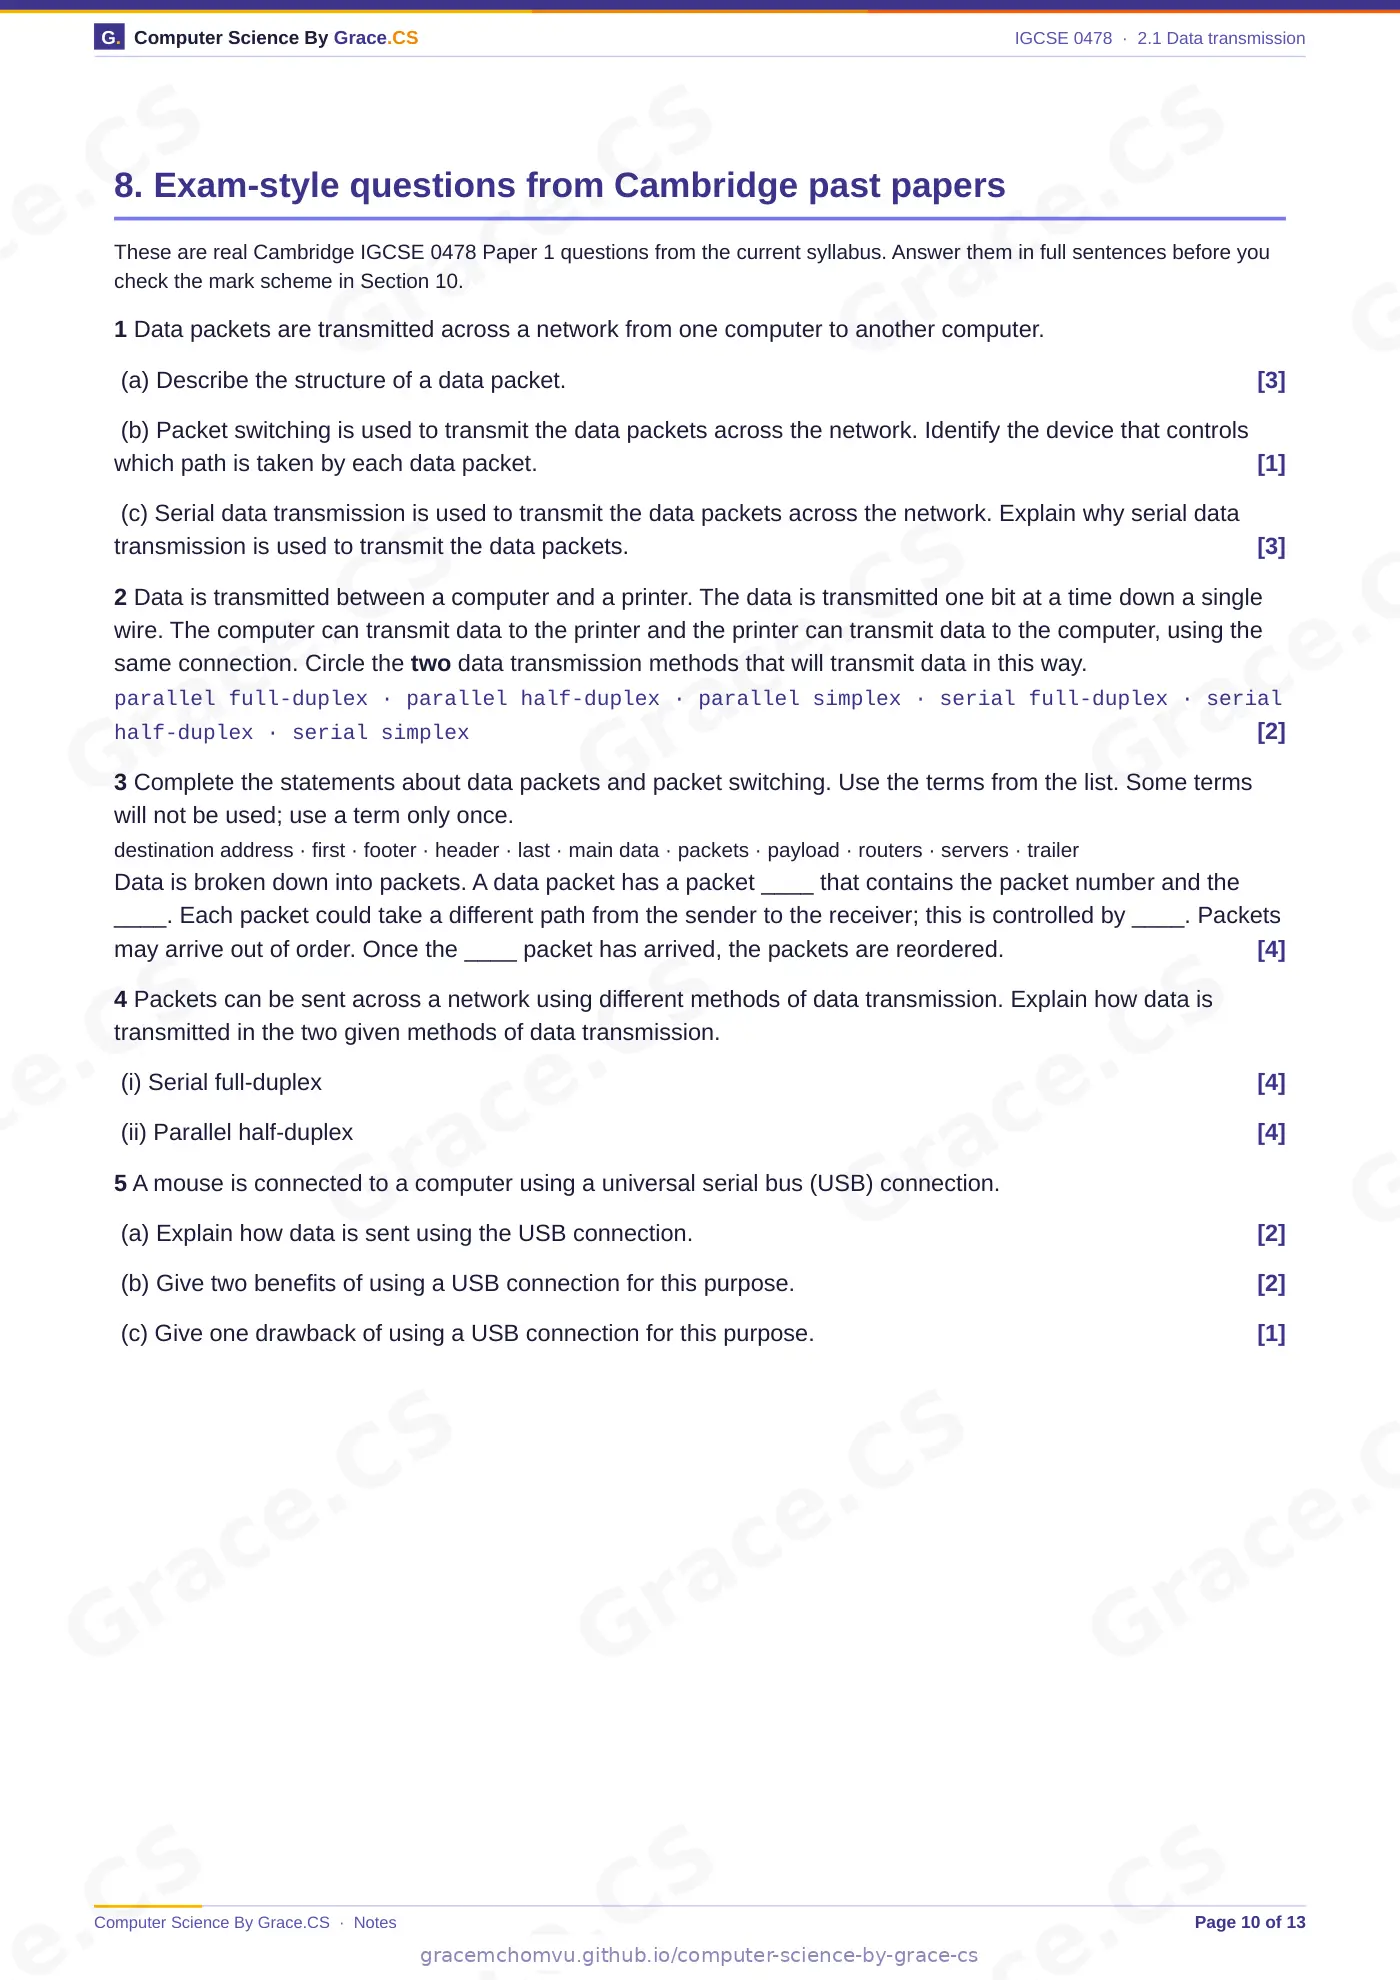 G. Computer Science By Grace.CS
IGCSE 0478 · 2.1 Data transmission
8. Exam-style questions from Cambridge past papers
These are real Cambridge IGCSE 0478 Paper 1 questions from the current syllabus. Answer them in full sentences before you
check the mark scheme in Section 10.
1 Data packets are transmitted across a network from one computer to another computer.
(a) Describe the structure of a data packet. [3]
(b) Packet switching is used to transmit the data packets across the network. Identify the device that controls
which path is taken by each data packet. [1]
(c) Serial data transmission is used to transmit the data packets across the network. Explain why serial data
transmission is used to transmit the data packets. [3]
2 Data is transmitted between a computer and a printer. The data is transmitted one bit at a time down a single
wire. The computer can transmit data to the printer and the printer can transmit data to the computer, using the
same connection. Circle the two data transmission methods that will transmit data in this way.
parallel full-duplex · parallel half-duplex · parallel simplex · serial full-duplex · serial
half-duplex · serial simplex [2]
3 Complete the statements about data packets and packet switching. Use the terms from the list. Some terms
will not be used; use a term only once.
destination address · first · footer · header · last · main data · packets · payload · routers · servers · trailer
Data is broken down into packets. A data packet has a packet ____ that contains the packet number and the
____. Each packet could take a different path from the sender to the receiver; this is controlled by ____. Packets
may arrive out of order. Once the ____ packet has arrived, the packets are reordered. [4]
4 Packets can be sent across a network using different methods of data transmission. Explain how data is
transmitted in the two given methods of data transmission.
(i) Serial full-duplex [4]
(ii) Parallel half-duplex [4]
5 A mouse is connected to a computer using a universal serial bus (USB) connection.
(a) Explain how data is sent using the USB connection. [2]
(b) Give two benefits of using a USB connection for this purpose. [2]
(c) Give one drawback of using a USB connection for this purpose. [1]
Computer Science By Grace.CS · Notes
Page 10 of 13
gracemchomvu.github.io/computer-science-by-grace-cs